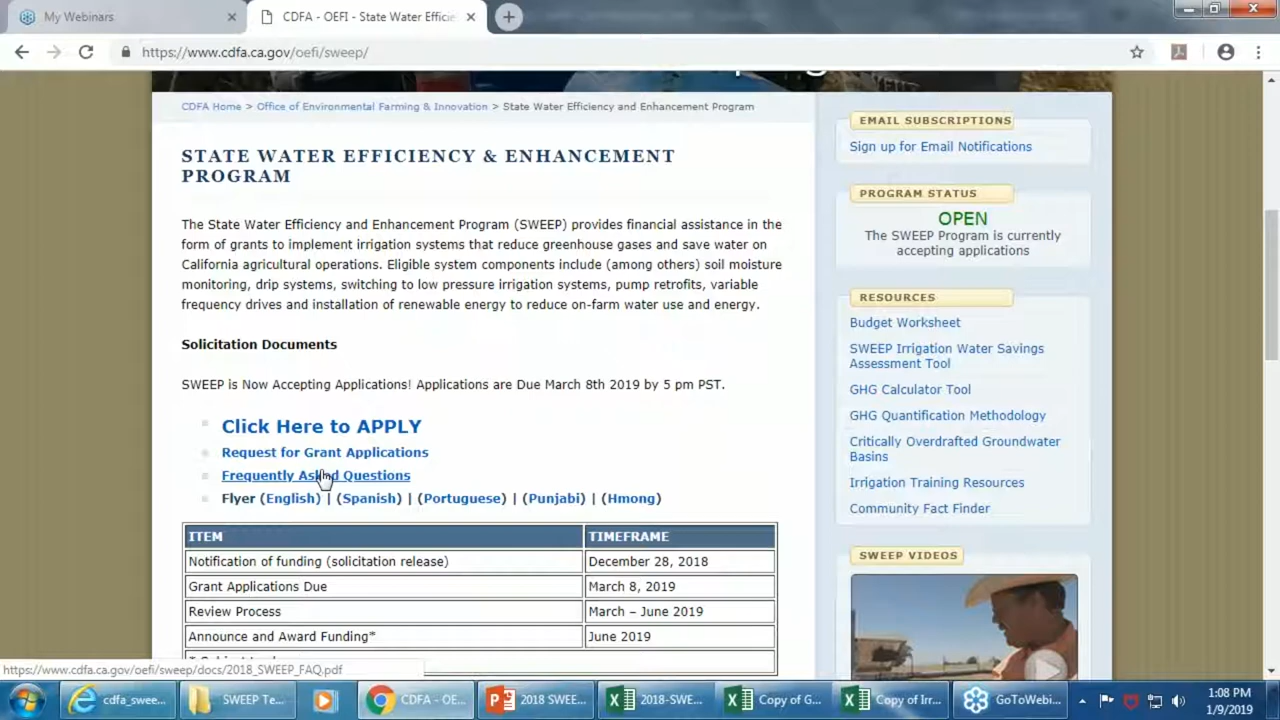 My Webinars
CDFA - OEFI - State Water Efficie
https://www.cdfa.ca.gov/oefi/sweep/
CDFA Home > Office of Environmental Farming & Innovation > State Water Efficiency and Enhancement Program
STATE WATER EFFICIENCY & ENHANCEMENT
PROGRAM
The State Water Efficiency and Enhancement Program (SWEEP) provides financial assistance in the
form of grants to implement irrigation systems that reduce greenhouse gases and save water on
California agricultural operations. Eligible system components include (among others) soil moisture
monitoring, drip systems, switching to low pressure irrigation systems, pump retrofits, variable
frequency drives and installation of renewable energy to reduce on-farm water use and energy.
Solicitation Documents
SWEEP is Now Accepting Applications! Applications are Due March 8th 2019 by 5 pm PST.
Click Here to APPLY
Request for Grant Applications
Frequently Asked Questions
Flyer (English) | (Spanish) | (Portuguese) | (Punjabi) | (Hmong)
ITEM TIMEFRAME
Notification of funding (solicitation release) December 28, 2018
Grant Applications Due March 8, 2019
Review Process March – June 2019
Announce and Award Funding* June 2019
EMAIL SUBSCRIPTIONS
Sign up for Email Notifications
PROGRAM STATUS
OPEN
The SWEEP Program is currently
accepting applications
RESOURCES
Budget Worksheet
SWEEP Irrigation Water Savings
Assessment Tool
GHG Calculator Tool
GHG Quantification Methodology
Critically Overdrafted Groundwater
Basins
Irrigation Training Resources
Community Fact Finder
SWEEP VIDEOS
https://www.cdfa.ca.gov/oefi/sweep/docs/2018_SWEEP_FAQ.pdf
cdfa_swee... SWEEP Te... CDFA - OE... 2018 SWEE... 2018-SWE... Copy of G... Copy of Irr... GoToWebi...
1:08 PM
1/9/2019